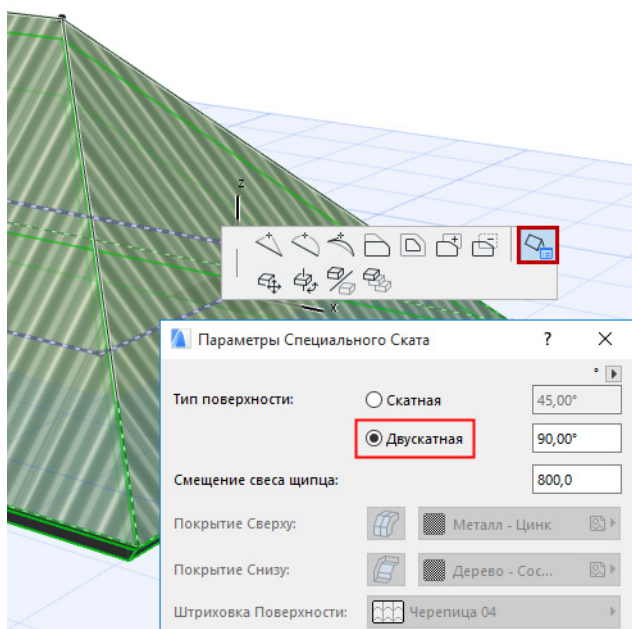 z
x
Параметры Специального Ската ? ×
°
Тип поверхности: Скатная 45,00°
Двускатная 90,00°
Смещение свеса щипца: 800,0
Покрытие Сверху: Металл - Цинк
Покрытие Снизу: Дерево - Сос...
Штриховка Поверхности: Черепица 04